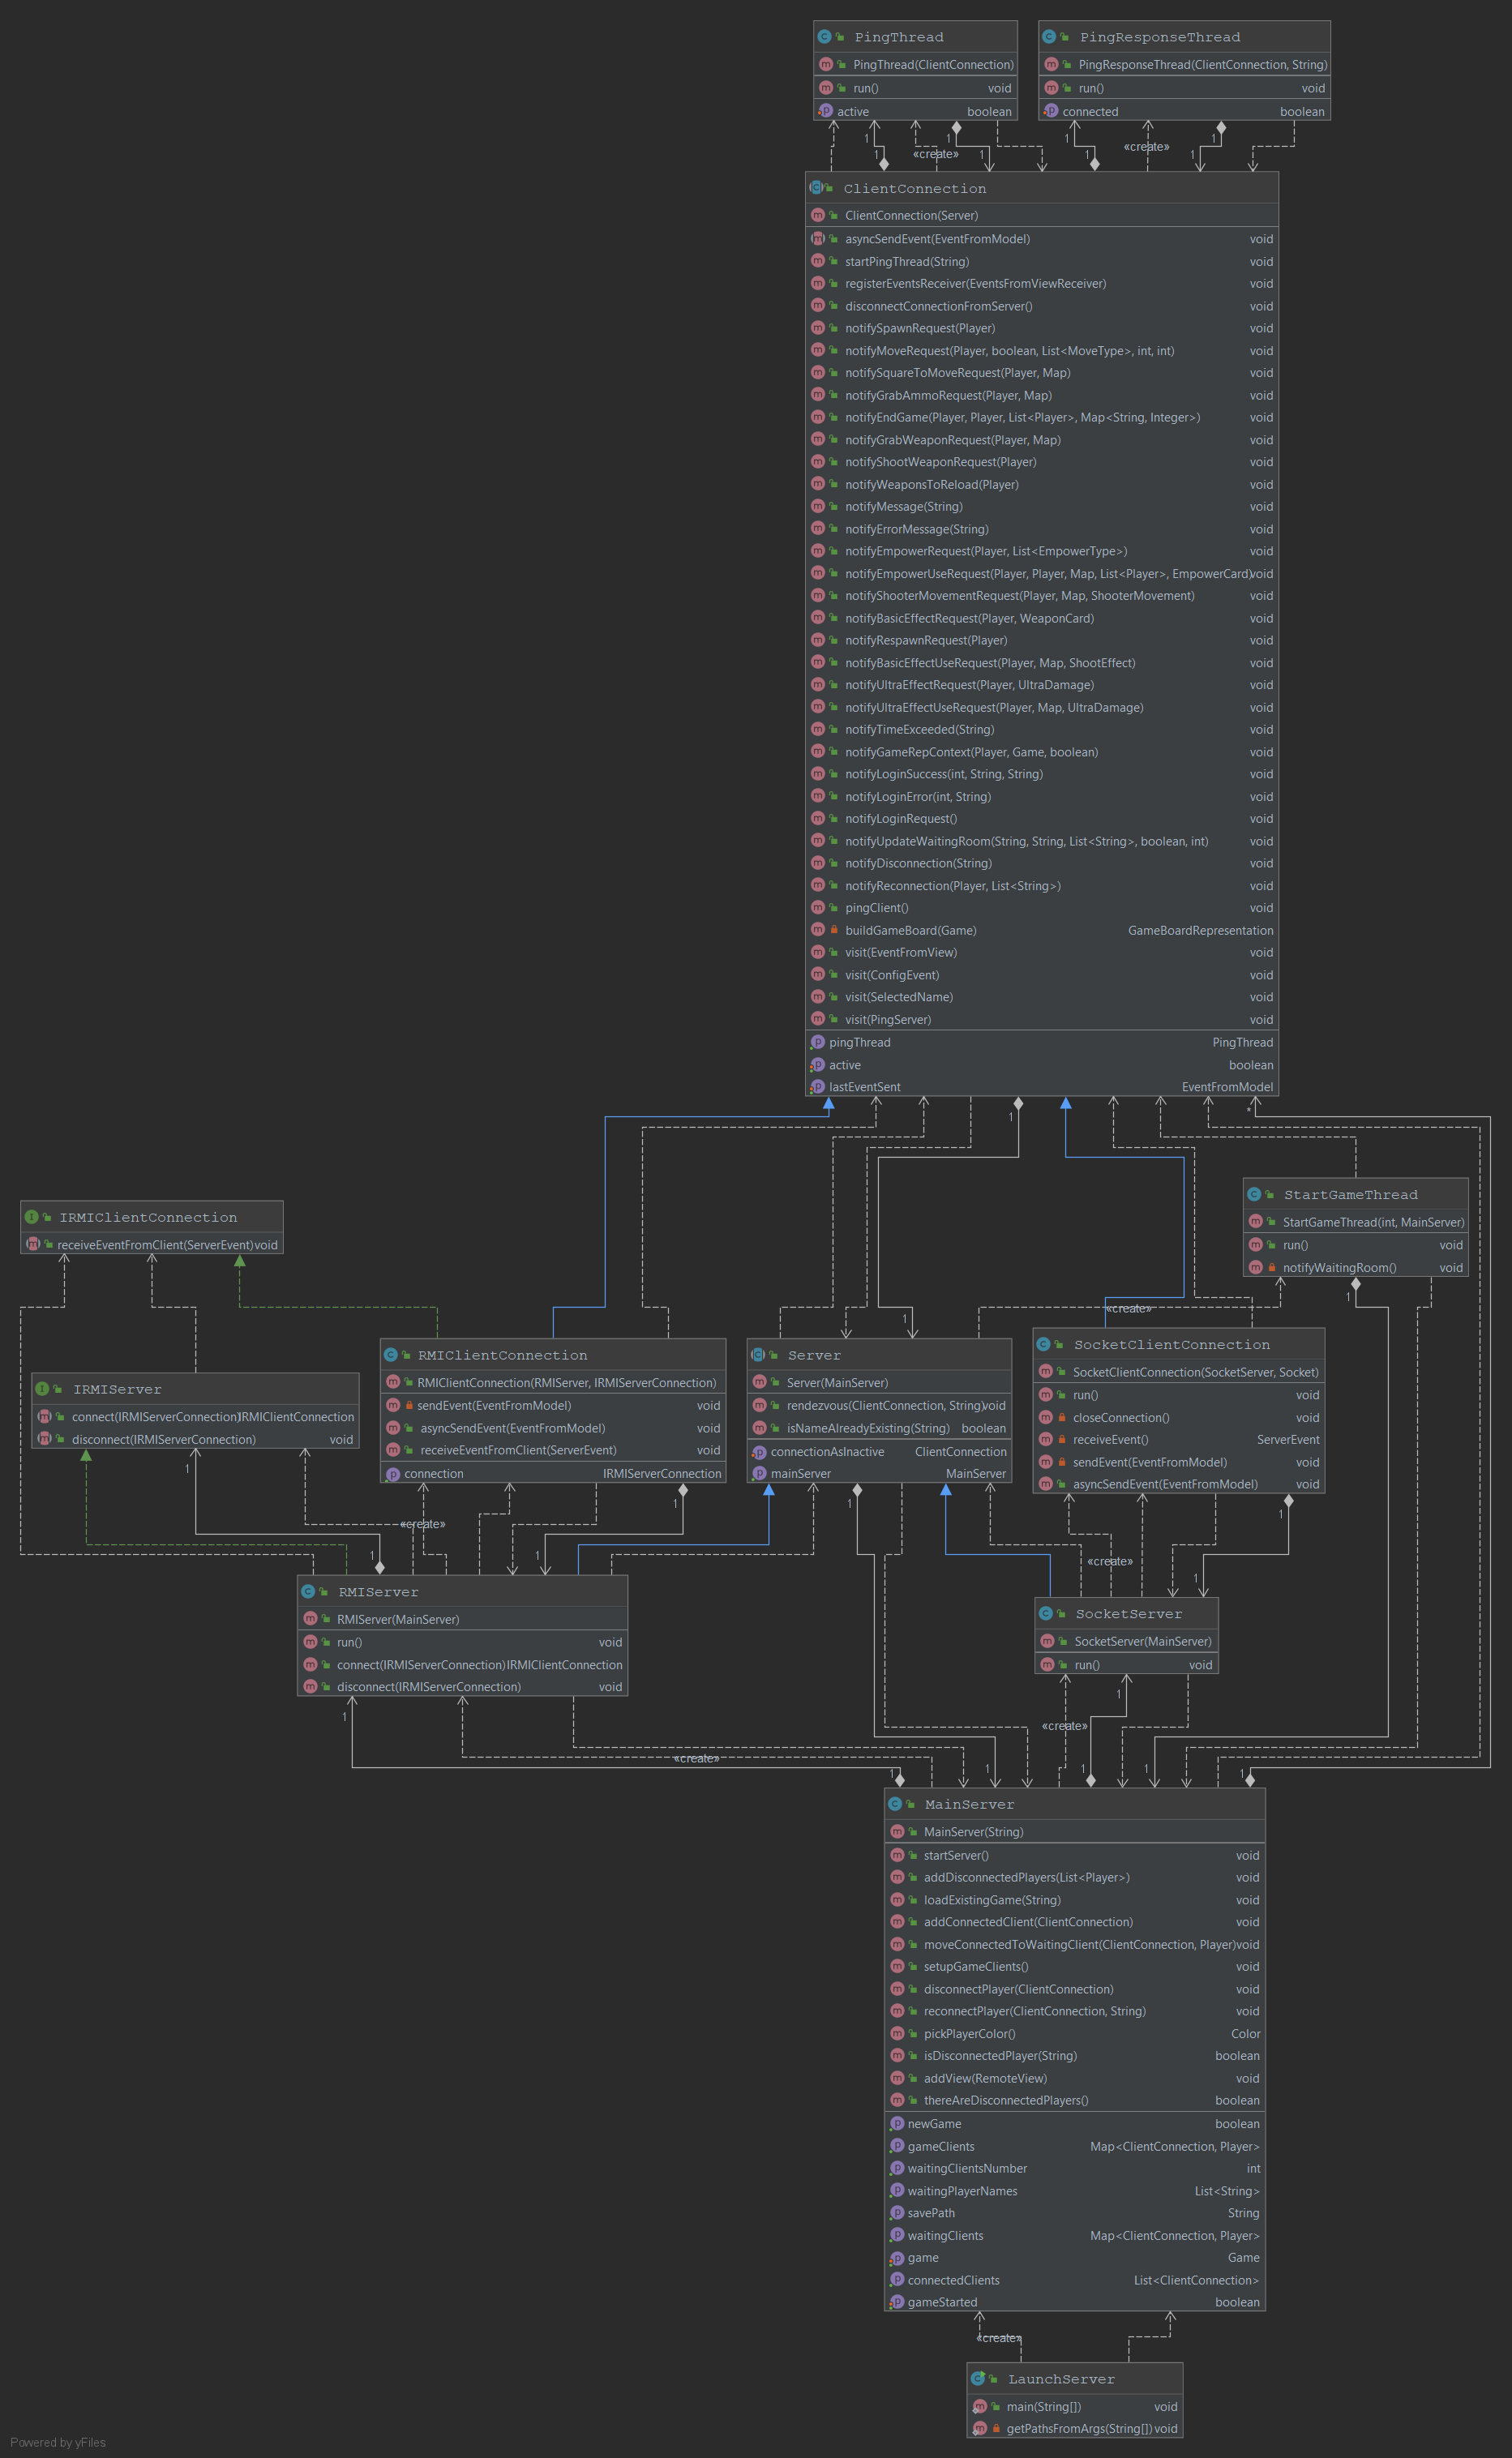 PingThread
PingThread(ClientConnection)
run() void
active boolean
PingResponseThread
PingResponseThread(ClientConnection, String)
run() void
connected boolean
1 1 «create» 1 1 1 1 «create» 1 1
ClientConnection
ClientConnection(Server)
asyncSendEvent(EventFromModel) void
startPingThread(String) void
registerEventsReceiver(EventsFromViewReceiver) void
disconnectConnectionFromServer() void
notifySpawnRequest(Player) void
notifyMoveRequest(Player, boolean, List<MoveType>, int, int) void
notifySquareToMoveRequest(Player, Map) void
notifyGrabAmmoRequest(Player, Map) void
notifyEndGame(Player, Player, List<Player>, Map<String, Integer>) void
notifyGrabWeaponRequest(Player, Map) void
notifyShootWeaponRequest(Player) void
notifyWeaponsToReload(Player) void
notifyMessage(String) void
notifyErrorMessage(String) void
notifyEmpowerRequest(Player, List<EmpowerType>) void
notifyEmpowerUseRequest(Player, Player, Map, List<Player>, EmpowerCard) void
notifyShooterMovementRequest(Player, Map, ShooterMovement) void
notifyBasicEffectRequest(Player, WeaponCard) void
notifyRespawnRequest(Player) void
notifyBasicEffectUseRequest(Player, Map, ShootEffect) void
notifyUltraEffectRequest(Player, UltraDamage) void
notifyUltraEffectUseRequest(Player, Map, UltraDamage) void
notifyTimeExceeded(String) void
notifyGameRepContext(Player, Game, boolean) void
notifyLoginSuccess(int, String, String) void
notifyLoginError(int, String) void
notifyLoginRequest() void
notifyUpdateWaitingRoom(String, String, List<String>, boolean, int) void
notifyDisconnection(String) void
notifyReconnection(Player, List<String>) void
pingClient() void
buildGameBoard(Game) GameBoardRepresentation
visit(EventFromView) void
visit(ConfigEvent) void
visit(SelectedName) void
visit(PingServer) void
pingThread PingThread
active boolean
lastEventSent EventFromModel
1 *
IRMIClientConnection
receiveEventFromClient(ServerEvent) void
StartGameThread
StartGameThread(int, MainServer)
run() void
notifyWaitingRoom() void
1 «create» 1
IRMIServer
connect(IRMIServerConnection) IRMIClientConnection
disconnect(IRMIServerConnection) void
RMIClientConnection
RMIClientConnection(RMIServer, IRMIServerConnection)
sendEvent(EventFromModel) void
asyncSendEvent(EventFromModel) void
receiveEventFromClient(ServerEvent) void
connection IRMIServerConnection
Server
Server(MainServer)
rendezvous(ClientConnection, String) void
isNameAlreadyExisting(String) boolean
connectionAsInactive ClientConnection
mainServer MainServer
SocketClientConnection
SocketClientConnection(SocketServer, Socket)
run() void
closeConnection() void
receiveEvent() ServerEvent
sendEvent(EventFromModel) void
asyncSendEvent(EventFromModel) void
1 «create» 1 1 1
1 1 «create» 1
RMIServer
RMIServer(MainServer)
run() void
connect(IRMIServerConnection) IRMIClientConnection
disconnect(IRMIServerConnection) void
SocketServer
SocketServer(MainServer)
run() void
1 1
«create» «create»
1 1 1 1 1
MainServer
MainServer(String)
startServer() void
addDisconnectedPlayers(List<Player>) void
loadExistingGame(String) void
addConnectedClient(ClientConnection) void
moveConnectedToWaitingClient(ClientConnection, Player) void
setupGameClients() void
disconnectPlayer(ClientConnection) void
reconnectPlayer(ClientConnection, String) void
pickPlayerColor() Color
isDisconnectedPlayer(String) boolean
addView(RemoteView) void
thereAreDisconnectedPlayers() boolean
newGame boolean
gameClients Map<ClientConnection, Player>
waitingClientsNumber int
waitingPlayerNames List<String>
savePath String
waitingClients Map<ClientConnection, Player>
game Game
connectedClients List<ClientConnection>
gameStarted boolean
«create»
LaunchServer
main(String[]) void
getPathsFromArgs(String[]) void
Powered by yFiles